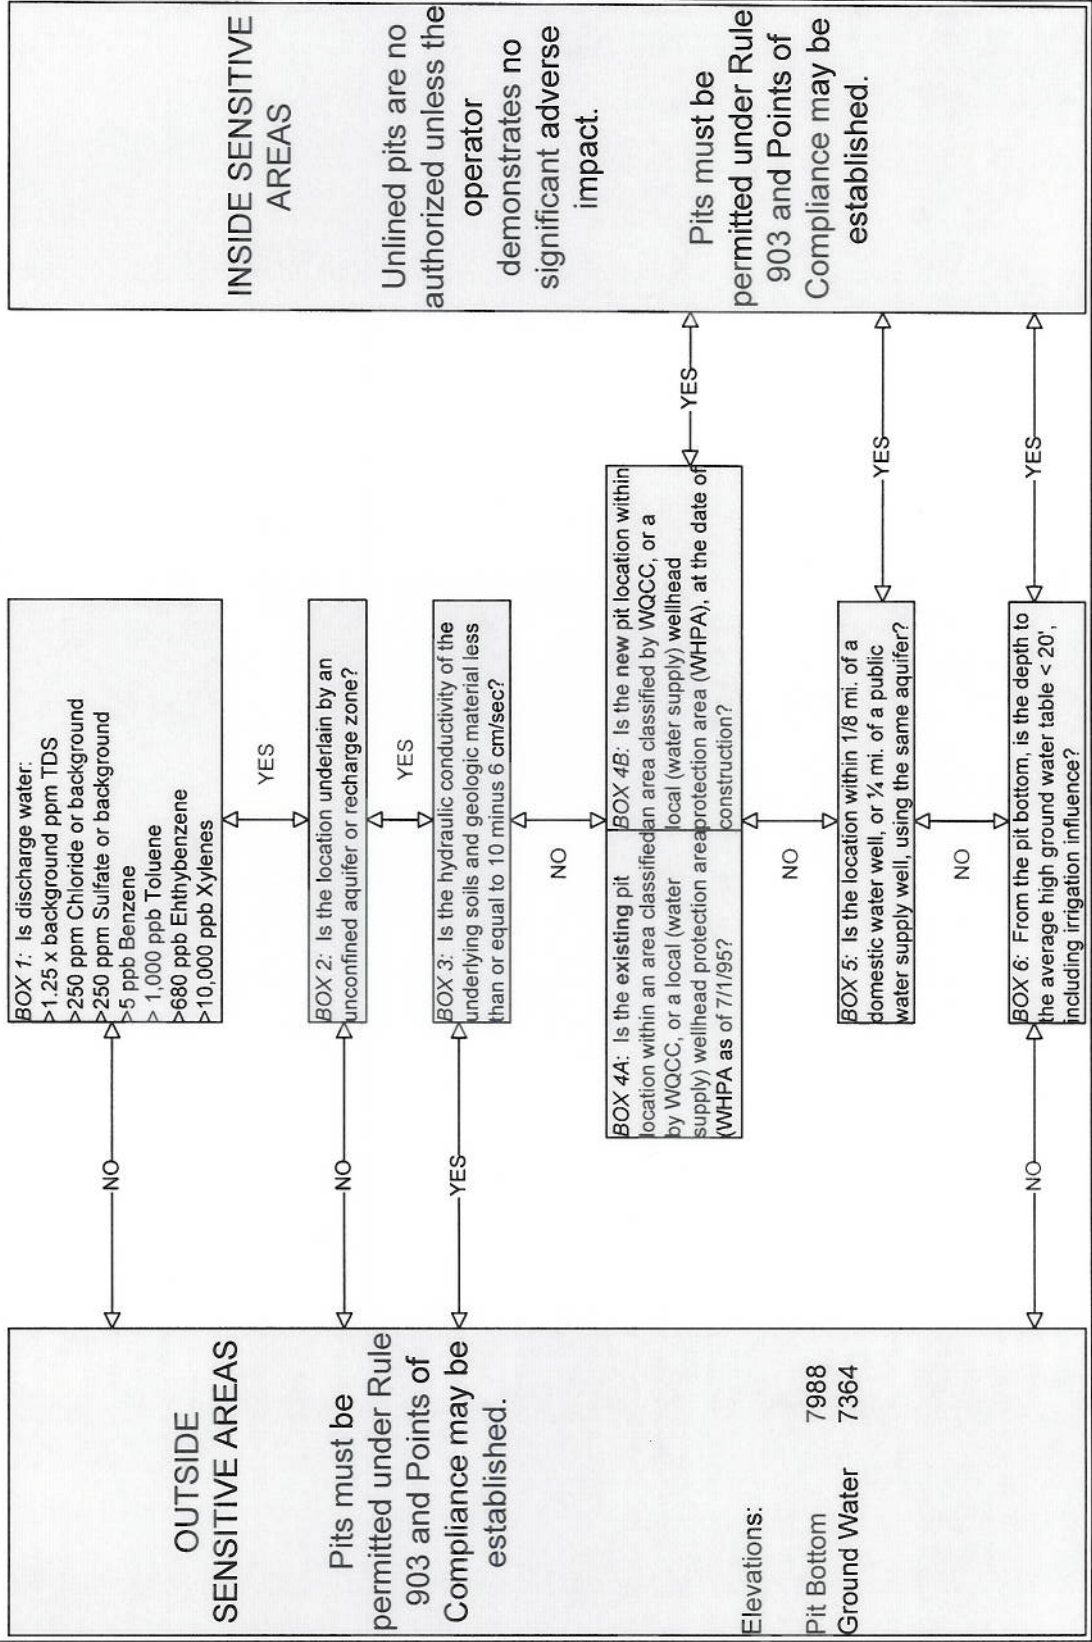 OUTSIDE
SENSITIVE AREAS
Pits must be
permitted under Rule
903 and Points of
Compliance may be
established.
Elevations:
Pit Bottom 7988
Ground Water 7364
NO
NO
YES
NO
BOX 1: Is discharge water:
>1.25 x background ppm TDS
>250 ppm Chloride or background
>250 ppm Sulfate or background
>5 ppb Benzene
> 1,000 ppb Toluene
>680 ppb Enthybenzene
>10,000 ppb Xylenes
YES
BOX 2: Is the location underlain by an
unconfined aquifer or recharge zone?
YES
BOX 3: Is the hydraulic conductivity of the
underlying soils and geologic material less
than or equal to 10 minus 6 cm/sec?
NO
BOX 4A: Is the existing pit
location within an area classified
by WQCC, or a local (water
supply) wellhead protection area
(WHPA as of 7/1/95?
BOX 4B: Is the new pit location within
an area classified by WQCC, or a
local (water supply) wellhead
protection area (WHPA), at the date of
construction?
NO
BOX 5: Is the location within 1/8 mi. of a
domestic water well, or ¼ mi. of a public
water supply well, using the same aquifer?
NO
BOX 6: From the pit bottom, is the depth to
the average high ground water table < 20',
including irrigation influence?
YES
YES
YES
INSIDE SENSITIVE
AREAS
Unlined pits are no
authorized unless the
operator
demonstrates no
significant adverse
impact.
Pits must be
permitted under Rule
903 and Points of
Compliance may be
established.